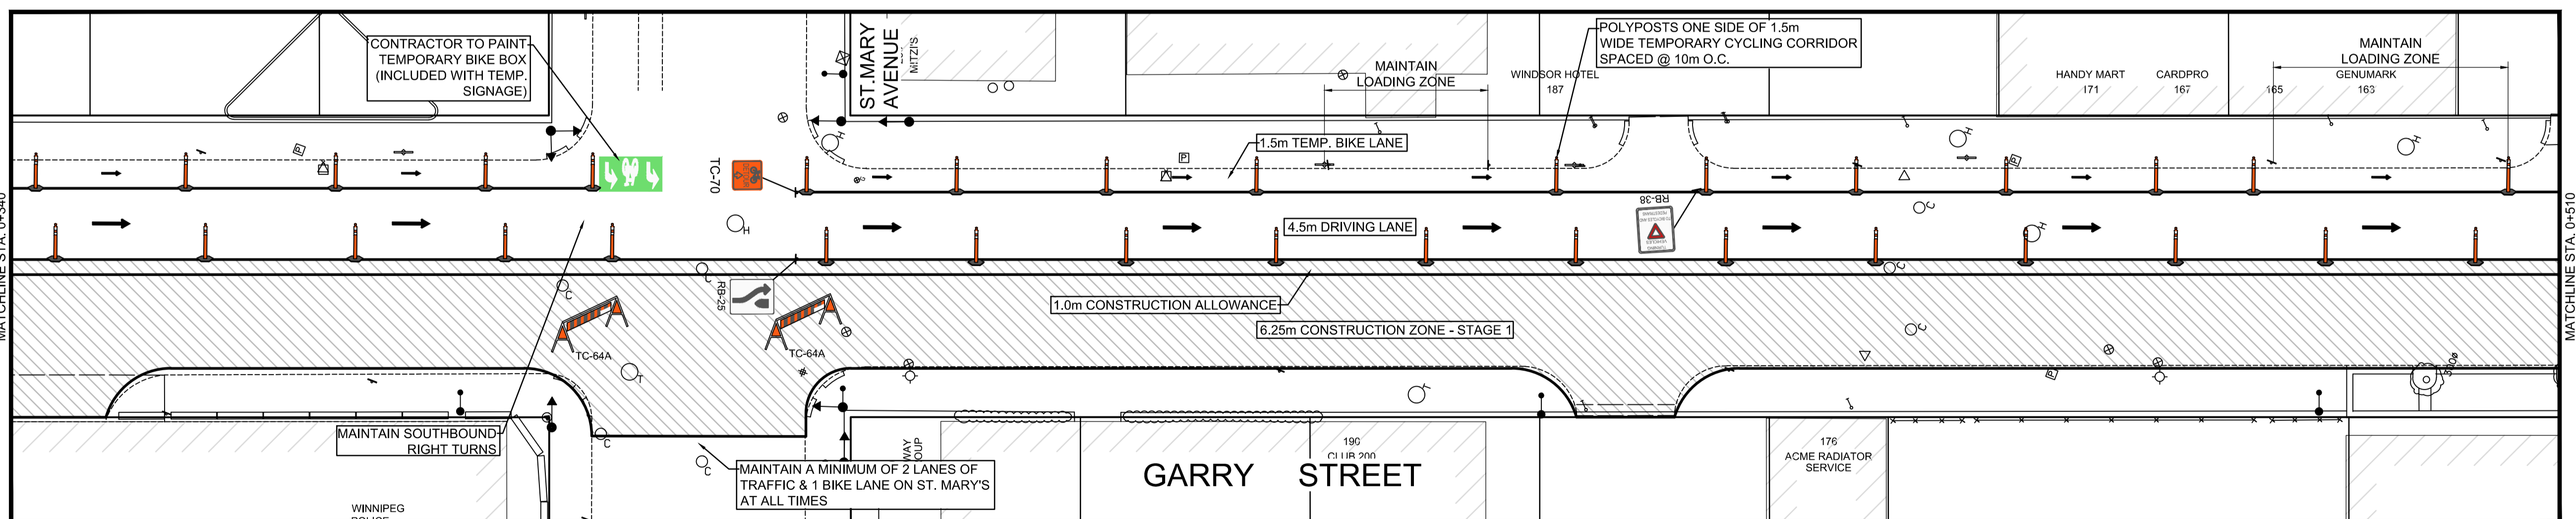 CONTRACTOR TO PAINT
TEMPORARY BIKE BOX
(INCLUDED WITH TEMP.
SIGNAGE)
ST.MARY
AVENUE
MITZI'S
MAINTAIN
LOADING ZONE
WINDSOR HOTEL
187
POLYPOSTS ONE SIDE OF 1.5m
WIDE TEMPORARY CYCLING CORRIDOR
SPACED @ 10m O.C.
HANDY MART
171
CARDPRO
167
MAINTAIN
LOADING ZONE
GENUMARK
165
163
1.5m TEMP. BIKE LANE
TC-70
RB-38
4.5m DRIVING LANE
MATCHLINE STA. 0+340
MATCHLINE STA. 0+510
RB-25
1.0m CONSTRUCTION ALLOWANCE
6.25m CONSTRUCTION ZONE - STAGE 1
TC-64A
TC-64A
MAINTAIN SOUTHBOUND
RIGHT TURNS
MAINTAIN A MINIMUM OF 2 LANES OF
TRAFFIC & 1 BIKE LANE ON ST. MARY'S
AT ALL TIMES
190
CLUB 200
GARRY STREET
176
ACME RADIATOR
SERVICE
WINNIPEG